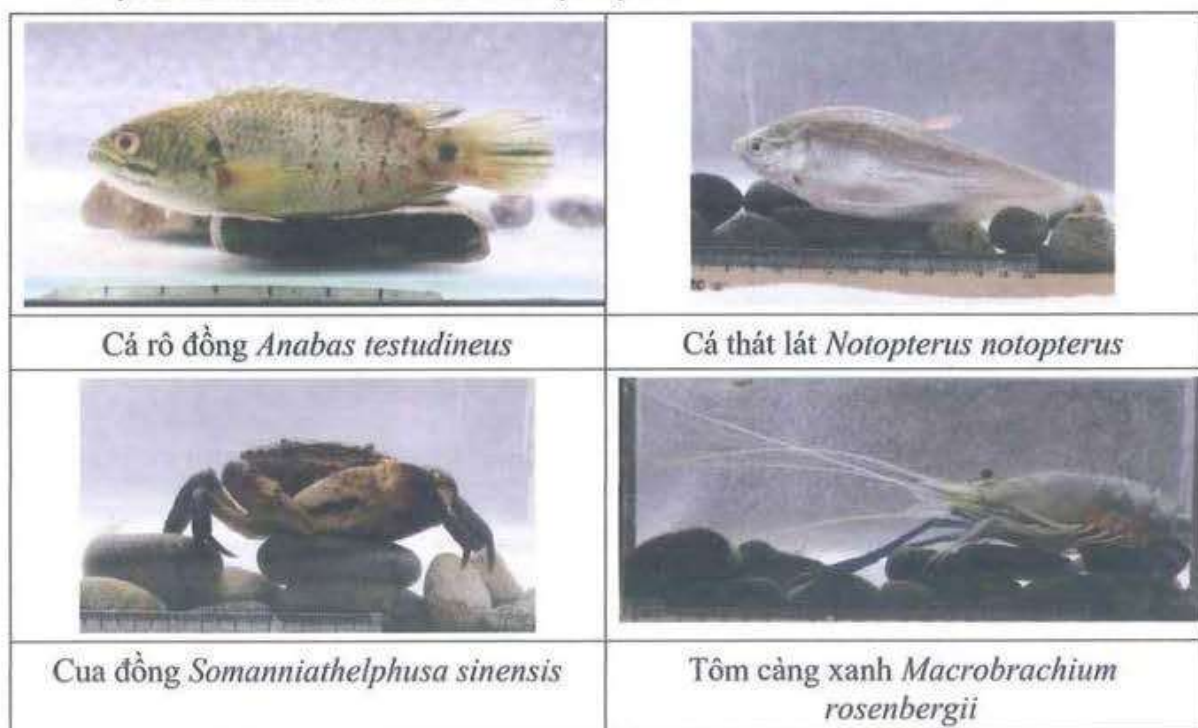 Cá rô đồng Anabas testudineus
Cá thát lát Notopterus notopterus
Cua đồng Somanniathelphusa sinensis
Tôm càng xanh Macrobrachium
rosenbergii